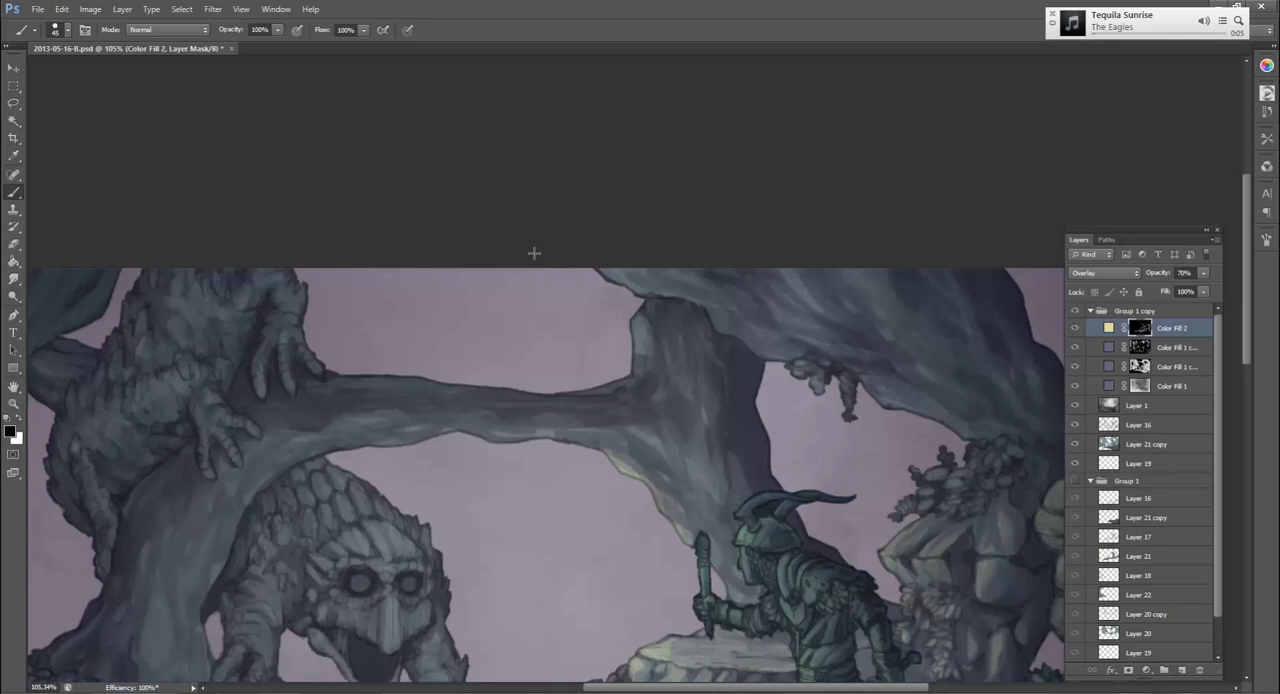 Ps File Edit Image Layer Type Select Filter View Window Help
45 Mode: Normal Opacity: 100% Flow: 100%
Tequila Sunrise
The Eagles
0:05
2013-05-16-B.psd @ 105% (Color Fill 2, Layer Mask/8) * ×
Layers Paths
Kind
Overlay Opacity: 70%
Lock: Fill: 100%
Group 1 copy
Color Fill 2
Color Fill 1 c...
Color Fill 1 c...
Color Fill 1
Layer 1
Layer 16
Layer 21 copy
Layer 19
Group 1
Layer 16
Layer 21 copy
Layer 17
Layer 21
Layer 18
Layer 22
Layer 20 copy
Layer 20
Layer 19
105,34% Efficiency: 100%*